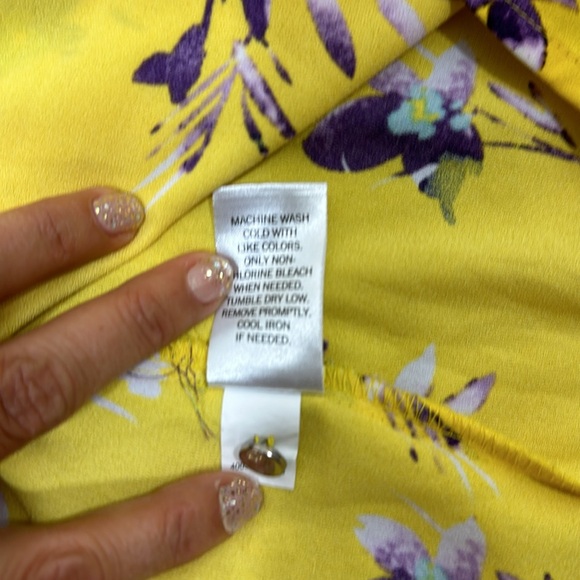 MACHINE WASH
COLD WITH
LIKE COLORS.
ONLY NON-
CHLORINE BLEACH
WHEN NEEDED.
TUMBLE DRY LOW.
REMOVE PROMPTLY.
COOL IRON
IF NEEDED.